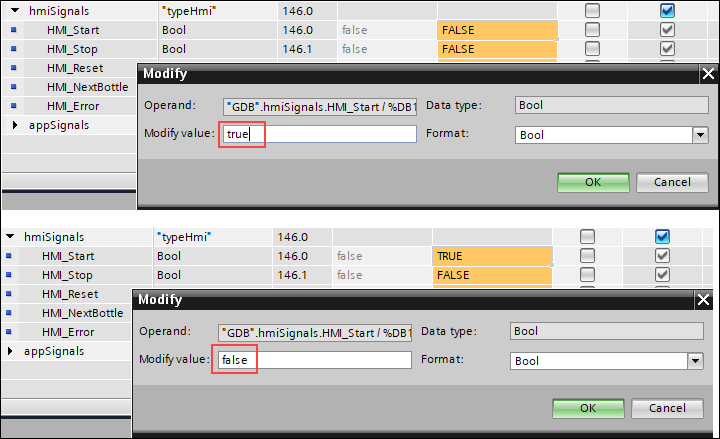 hmiSignals "typeHmi" 146.0
HMI_Start Bool 146.0 false FALSE
HMI_Stop Bool 146.1 false FALSE
HMI_Reset
HMI_NextBottle
HMI_Error
appSignals
Modify
Operand: "GDB".hmiSignals.HMI_Start / %DB1 Data type: Bool
Modify value: true Format: Bool
OK Cancel
hmiSignals "typeHmi" 146.0
HMI_Start Bool 146.0 false TRUE
HMI_Stop Bool 146.1 false FALSE
HMI_Reset
HMI_NextBottle
HMI_Error
appSignals
Modify
Operand: "GDB".hmiSignals.HMI_Start / %DB1 Data type: Bool
Modify value: false Format: Bool
OK Cancel